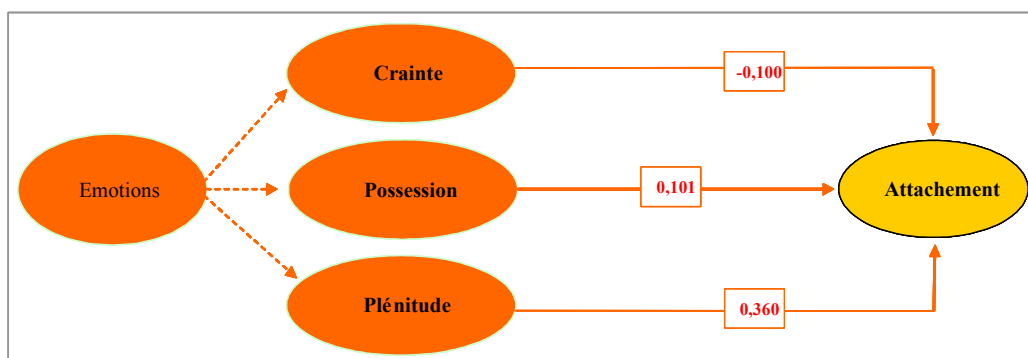 Crainte
-0,100
Emotions
Possession
0,101
Attachement
Plénitude
0,360